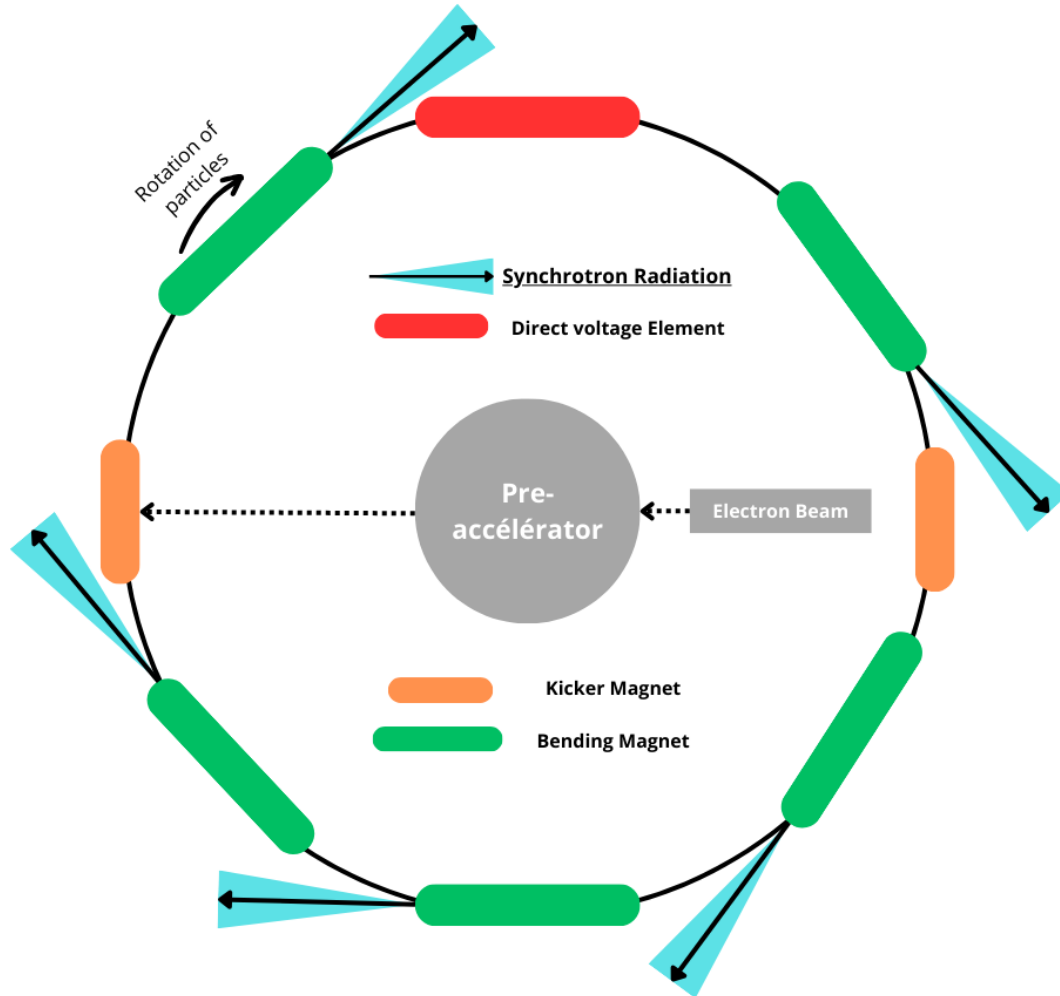 Rotation of
particles
Synchrotron Radiation
Direct voltage Element
Pre-
accélérator
Electron Beam
Kicker Magnet
Bending Magnet